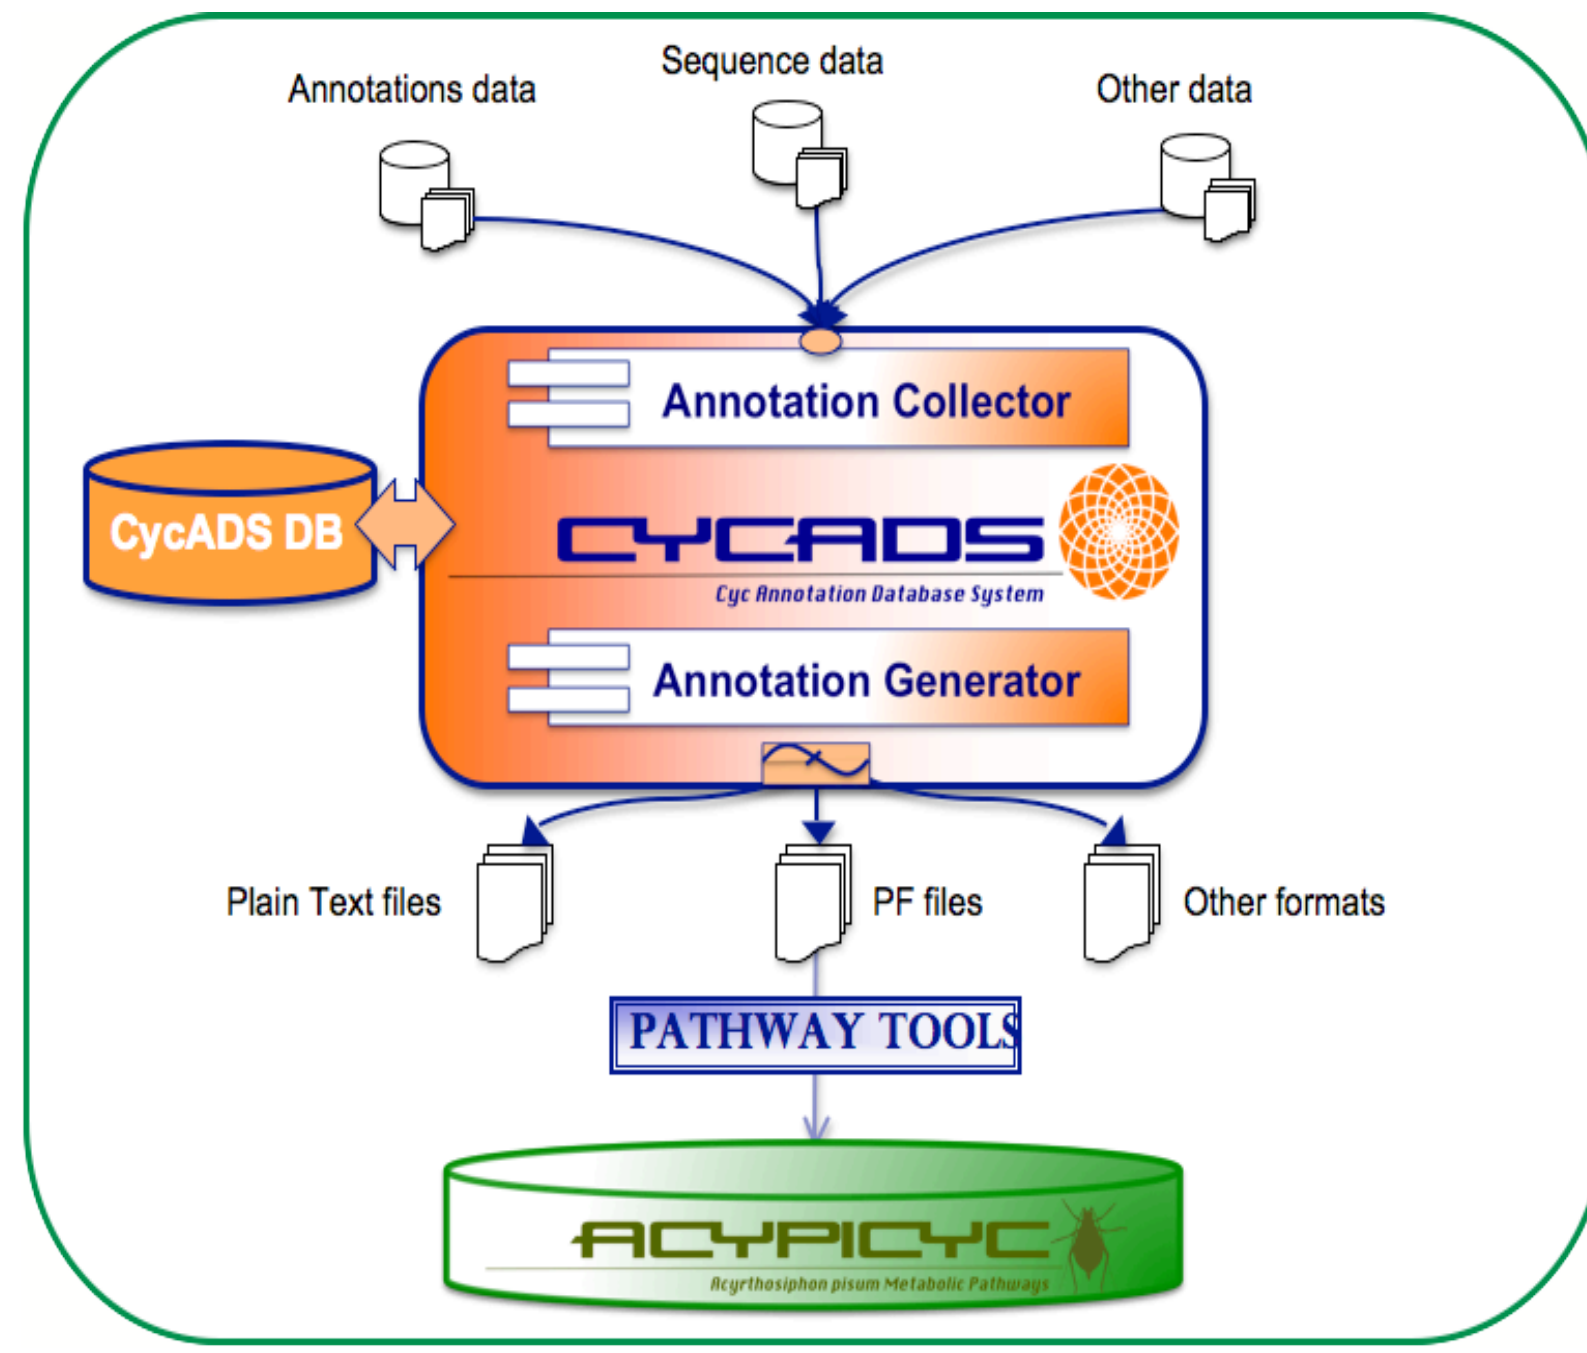 Sequence data
Annotations data
Other data
Annotation Collector
CycADS DB
CYCADS
Cyc Annotation Database System
Annotation Generator
Plain Text files
PF files
Other formats
PATHWAY TOOLS
ACYPICYC
Acyrthosiphon pisum Metabolic Pathways